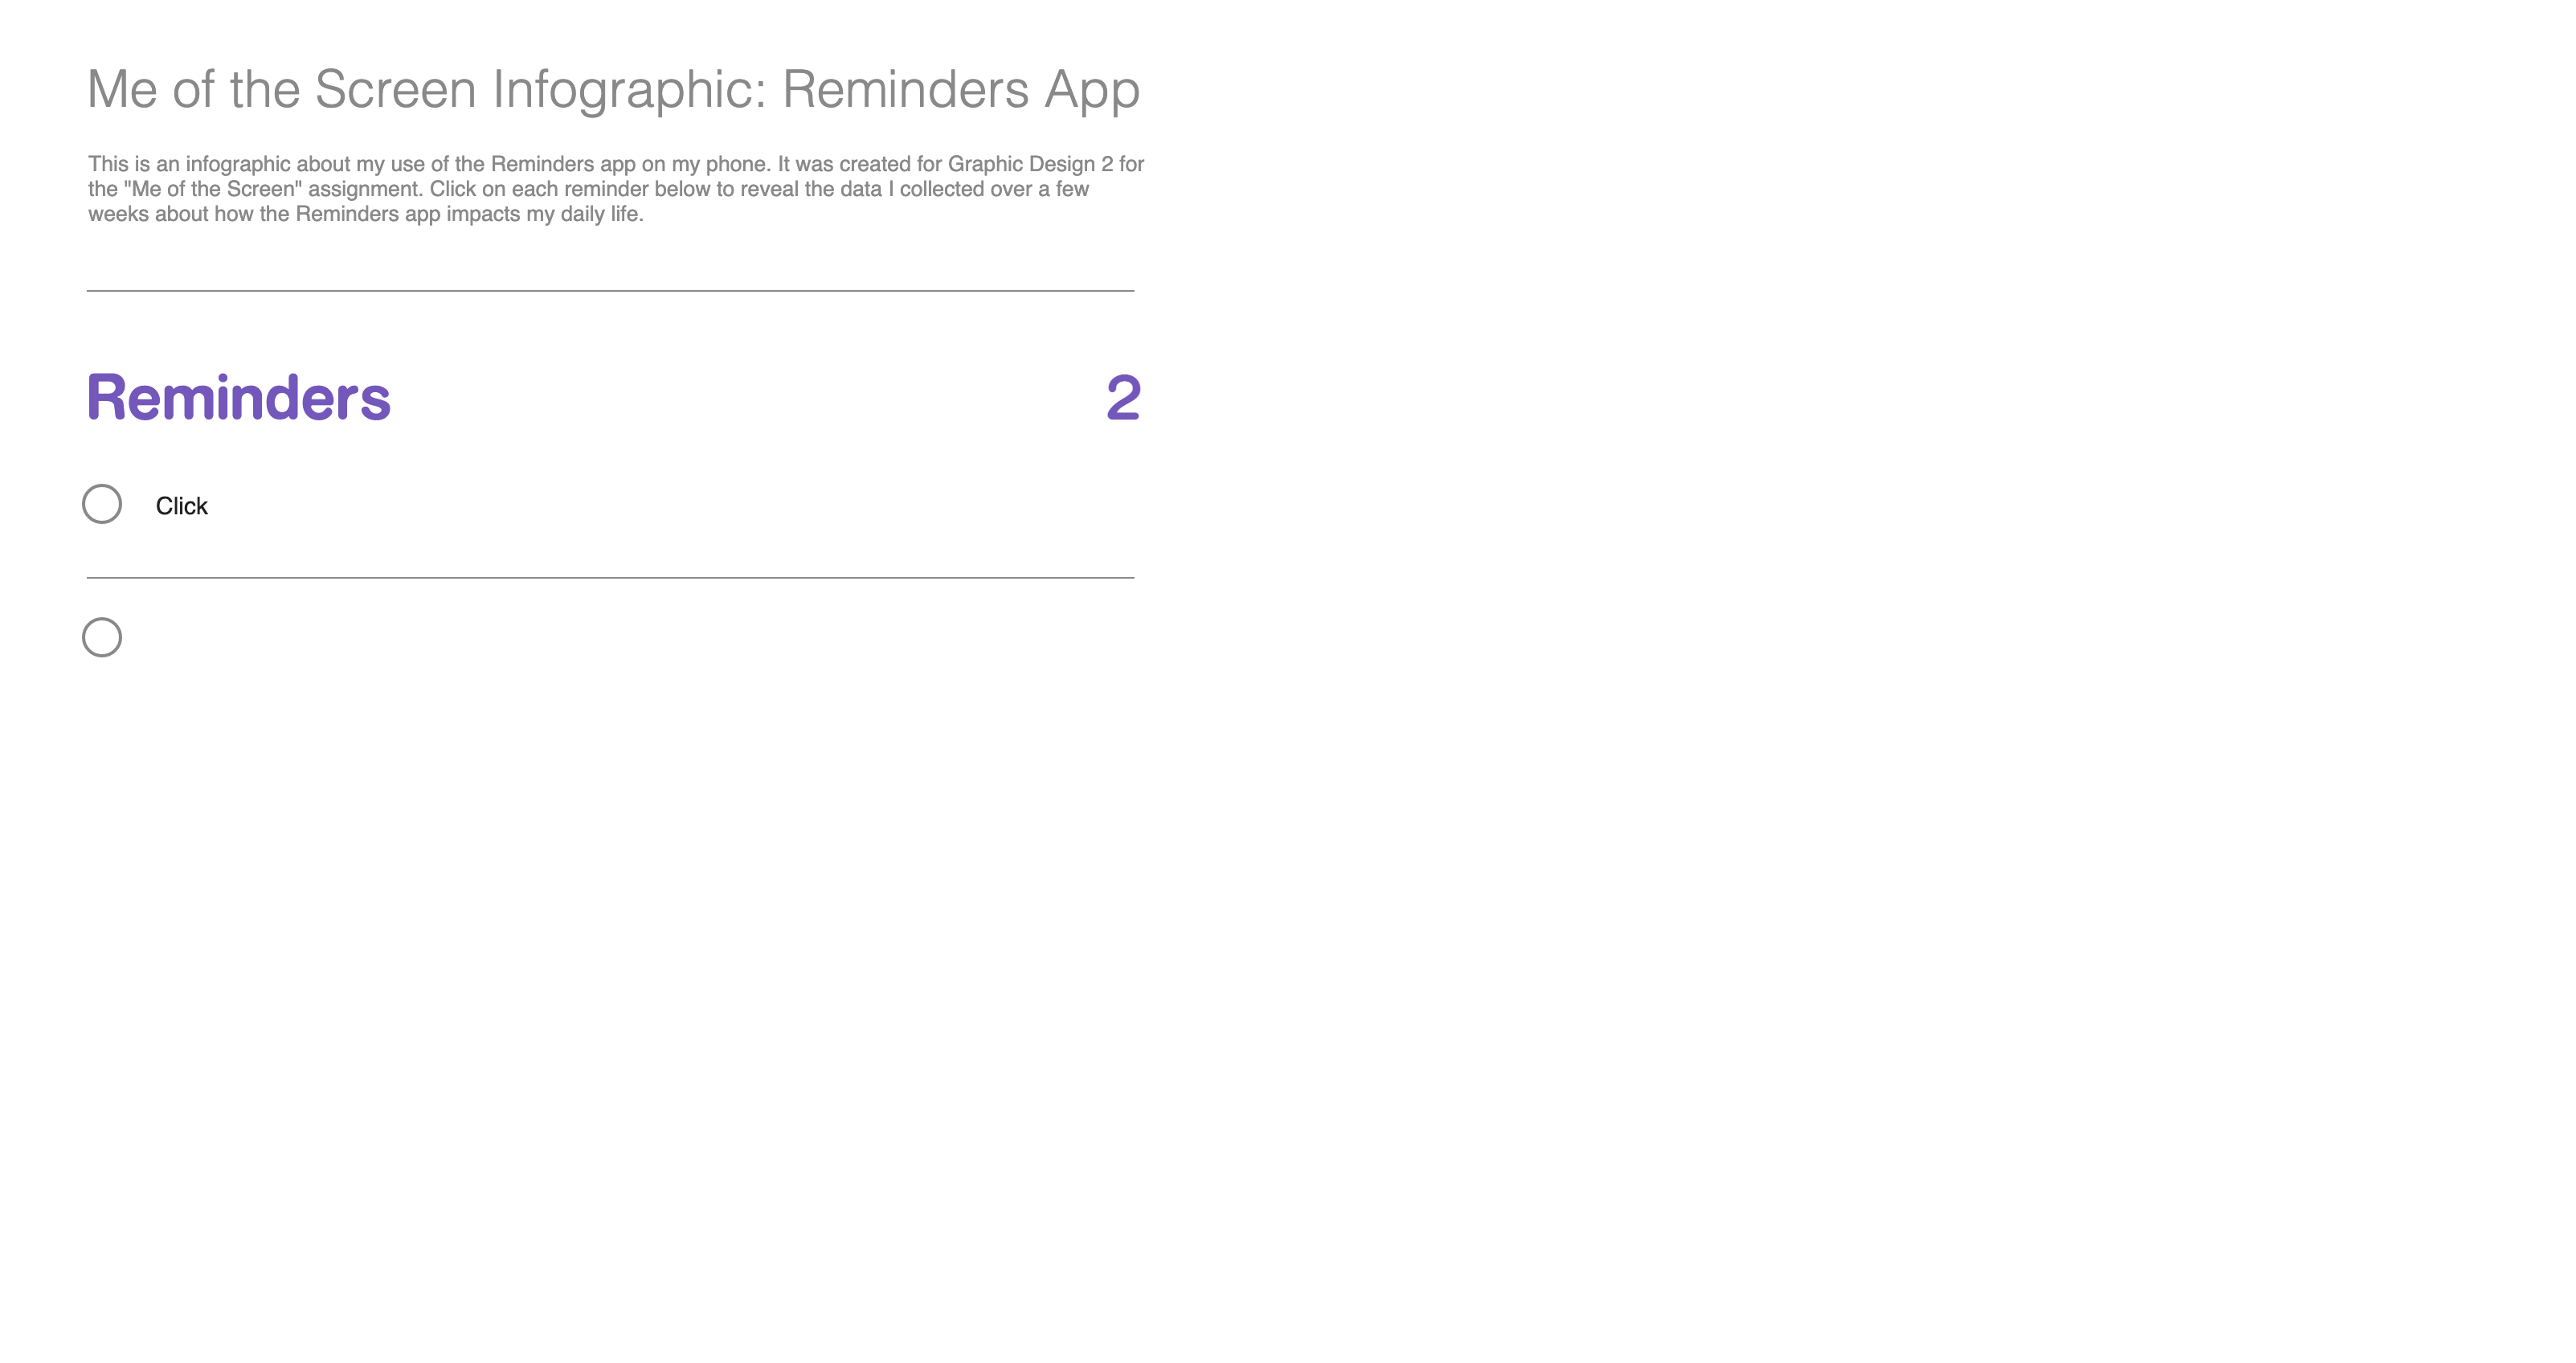 Me of the Screen Infographic: Reminders App
This is an infographic about my use of the Reminders app on my phone. It was created for Graphic Design 2 for
the "Me of the Screen" assignment. Click on each reminder below to reveal the data I collected over a few
weeks about how the Reminders app impacts my daily life.
Reminders 2
Click